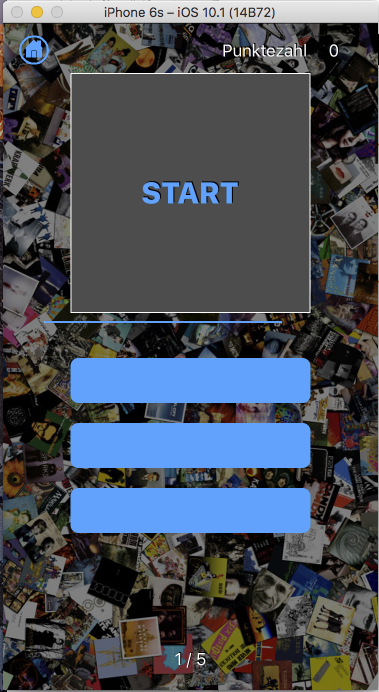 iPhone 6s – iOS 10.1 (14B72)
Punktezahl 0
START
1 / 5